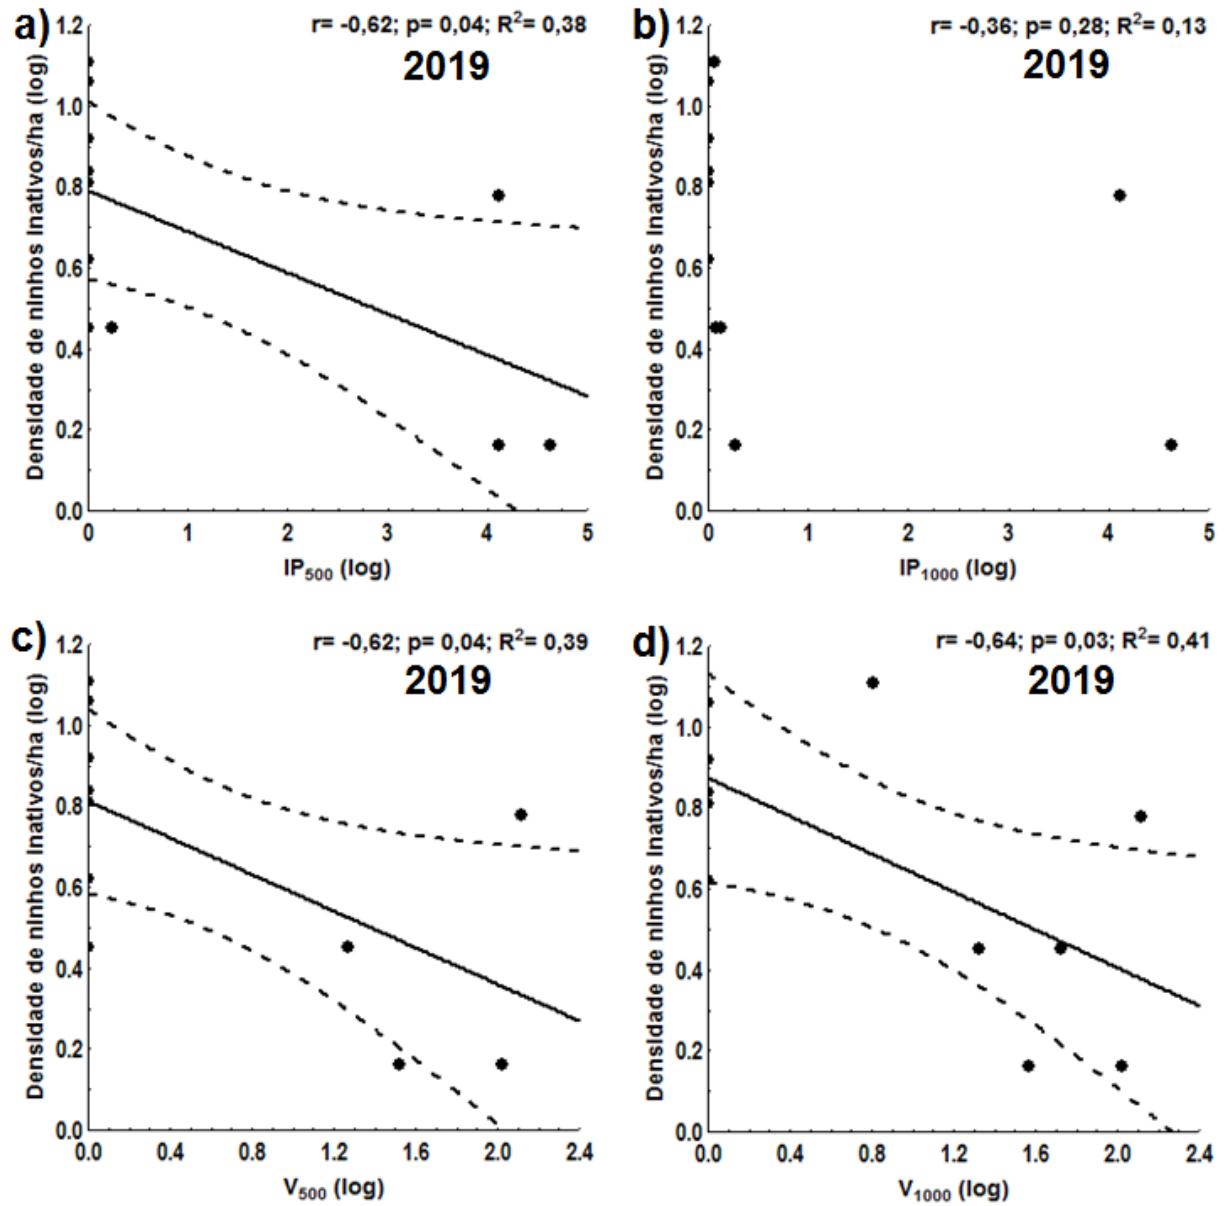 a)
r= -0,62; p= 0,04; R²= 0,38
2019
Densidade de ninhos inativos/ha (log)
1.2
1.0
0.8
0.6
0.4
0.2
0.0
0 1 2 3 4 5
IP₅₀₀ (log)
b)
r= -0,36; p= 0,28; R²= 0,13
2019
Densidade de ninhos inativos/ha (log)
1.2
1.0
0.8
0.6
0.4
0.2
0.0
0 1 2 3 4 5
IP₁₀₀₀ (log)
c)
r= -0,62; p= 0,04; R²= 0,39
2019
Densidade de ninhos inativos/ha (log)
1.2
1.0
0.8
0.6
0.4
0.2
0.0
0.0 0.4 0.8 1.2 1.6 2.0 2.4
V₅₀₀ (log)
d)
r= -0,64; p= 0,03; R²= 0,41
2019
Densidade de ninhos inativos/ha (log)
1.2
1.0
0.8
0.6
0.4
0.2
0.0
0.0 0.4 0.8 1.2 1.6 2.0 2.4
V₁₀₀₀ (log)